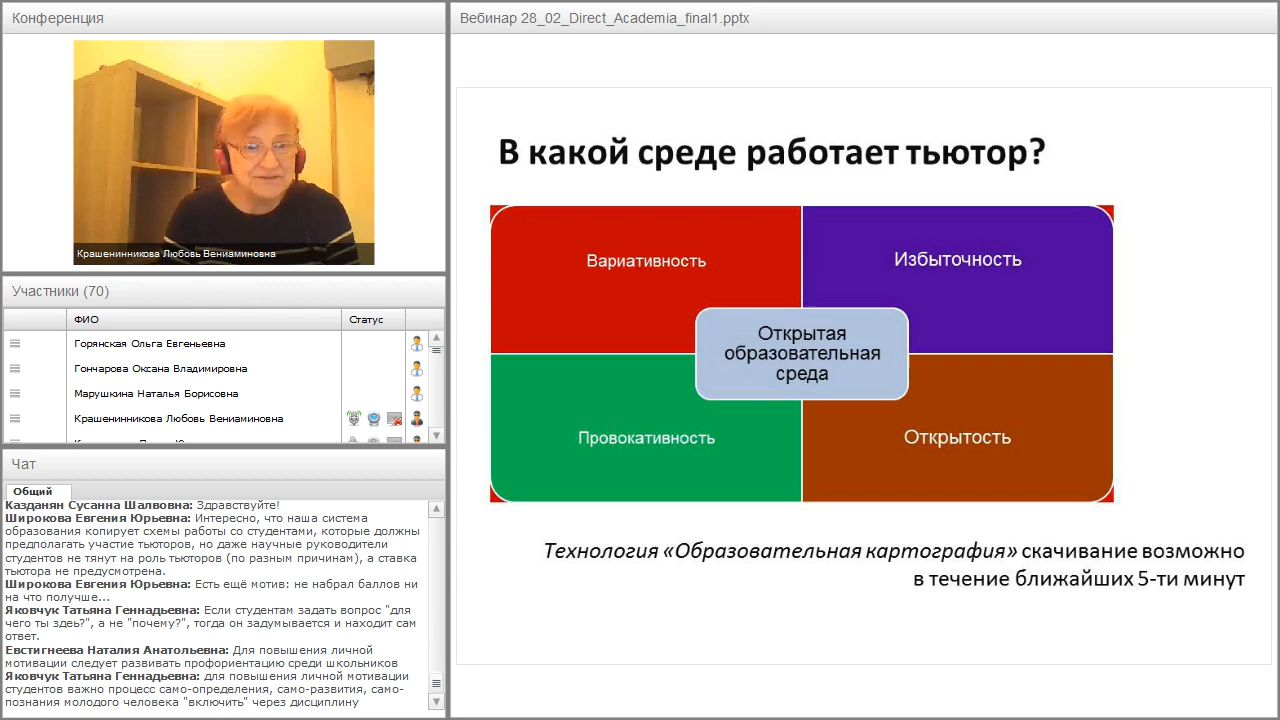 Конференция
Крашенинникова Любовь Вениаминовна
Участники (70)
ФИО
Статус
Горянская Ольга Евгеньевна
Гончарова Оксана Владимировна
Марушкина Наталья Борисовна
Крашенинникова Любовь Вениаминовна
Чат
Общий
Казданян Сусанна Шалвовна: Здравствуйте!
Широкова Евгения Юрьевна: Интересно, что наша система
образования копирует схемы работы со студентами, которые должны
предполагать участие тьюторов, но даже научные руководители
студентов не тянут на роль тьюторов (по разным причинам), а ставка
тьютора не предусмотрена.
Широкова Евгения Юрьевна: Есть ещё мотив: не набрал баллов ни
на что получше...
Яковчук Татьяна Геннадьевна: Если студентам задать вопрос "для
чего ты здеь?", а не "почему?", тогда он задумывается и находит сам
ответ.
Евстигнеева Наталия Анатольевна: Для повышения личной
мотивации следует развивать профориентацию среди школьников
Яковчук Татьяна Геннадьевна: для повышения личной мотивации
студентов важно процесс само-определения, само-развития, само-
познания молодого человека "включить" через дисциплину
Вебинар 28_02_Direct_Academia_final1.pptx
В какой среде работает тьютор?
Вариативность
Избыточность
Открытая
образовательная
среда
Провокативность
Открытость
Технология «Образовательная картография» скачивание возможно
в течение ближайших 5-ти минут